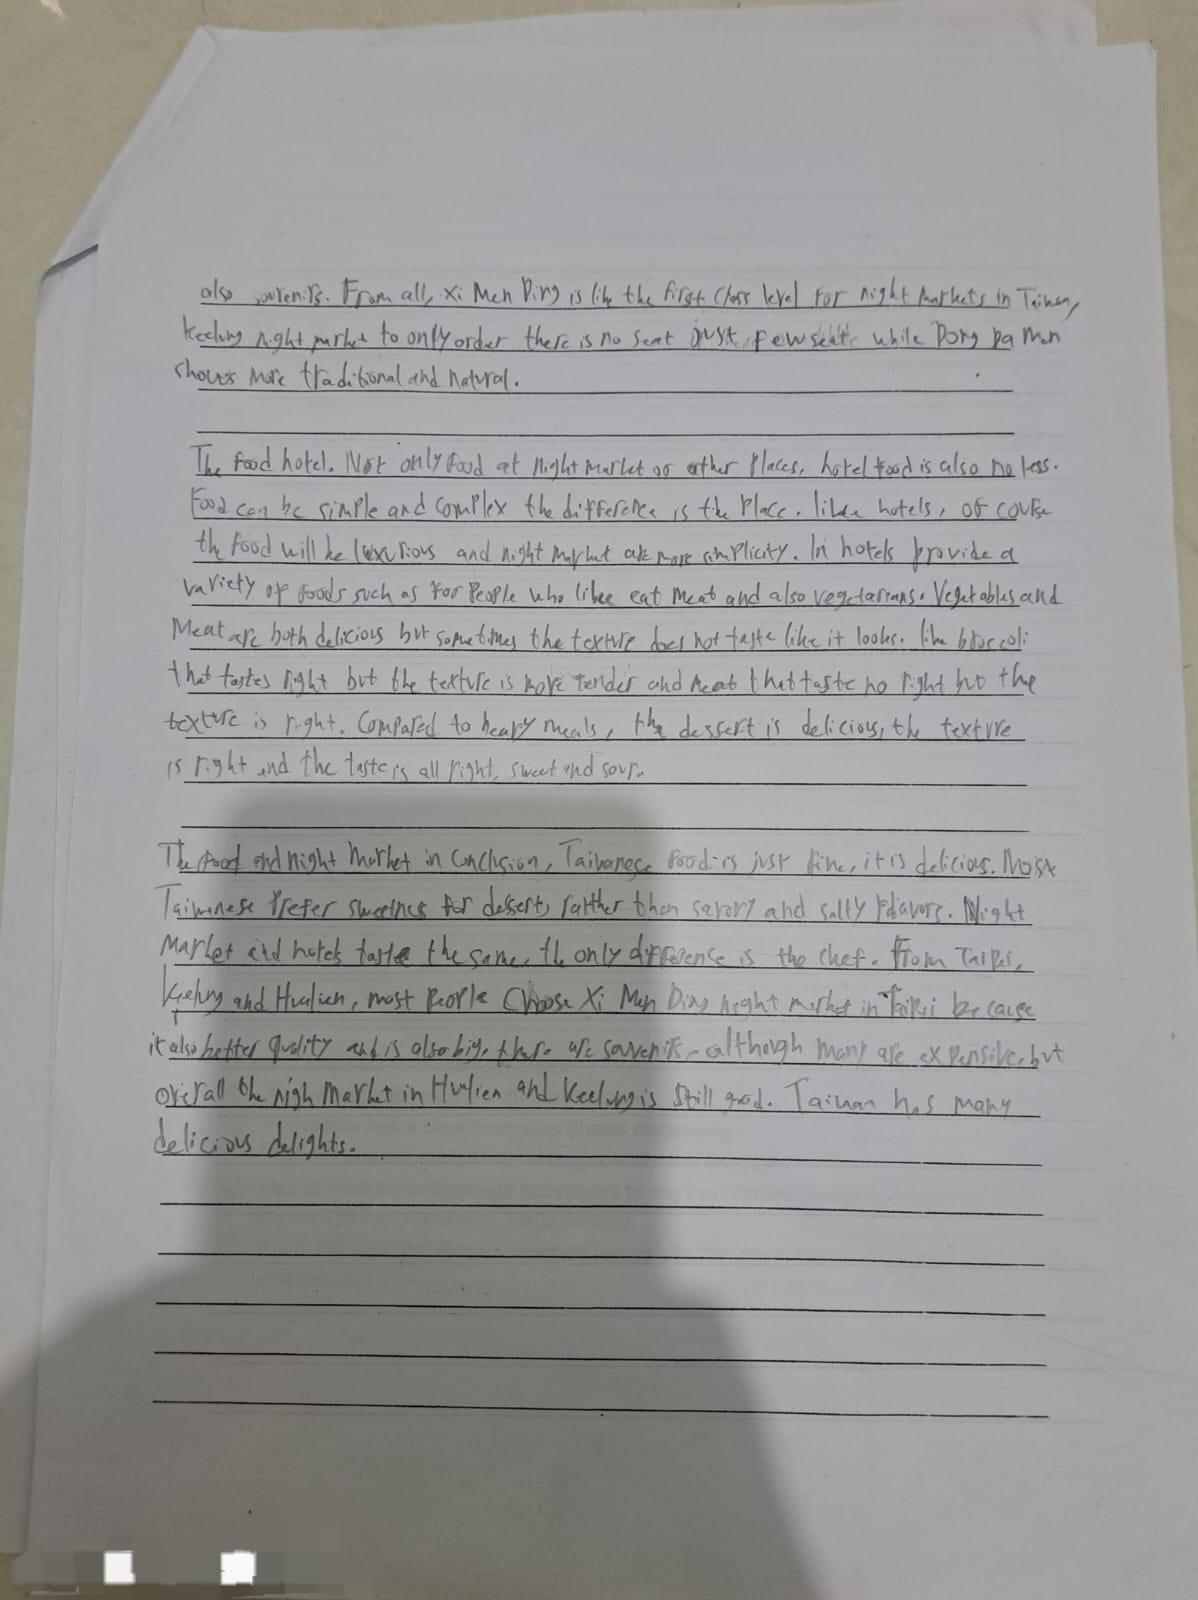 also souvenirs. From all, Xi Men Ding is like the first class level for night markets in Taiwan,
Keelung night market to only order there is no seat just few seats while Dong Da Men
shows more traditional and natural.
The food hotel. Not only food at night market or other places, hotel food is also no less.
Food can be simple and complex the difference is the place. like hotels, of course
the food will be luxurious and night market are more simplicity. In hotels provide a
variety of foods such as for people who like eat meat and also vegetarians. Vegetables and
Meat are both delicious but sometimes the texture does not taste like it looks. like broccoli
that tastes right but the texture is more tender and meat that taste no right but the
texture is right. Compared to heavy meals, the dessert is delicious, the texture
is right and the taste is all right, sweet and sour.
The food and night market in conclusion, Taiwanese food is just fine, it is delicious. Most
Taiwanese prefer sweetness for desserts rarther than savory and salty flavors. Night
Market and hotels taste the same, the only difference is the chef. From Taipei,
Keelung and Hualien, most people choose Xi Men Ding night market in Taipei because
it also better quality and is also big, there are souvenirs, although many are expensive, but
overall the nigh market in Hualien and Keelung is still good. Taiwan has many
delicious delights.